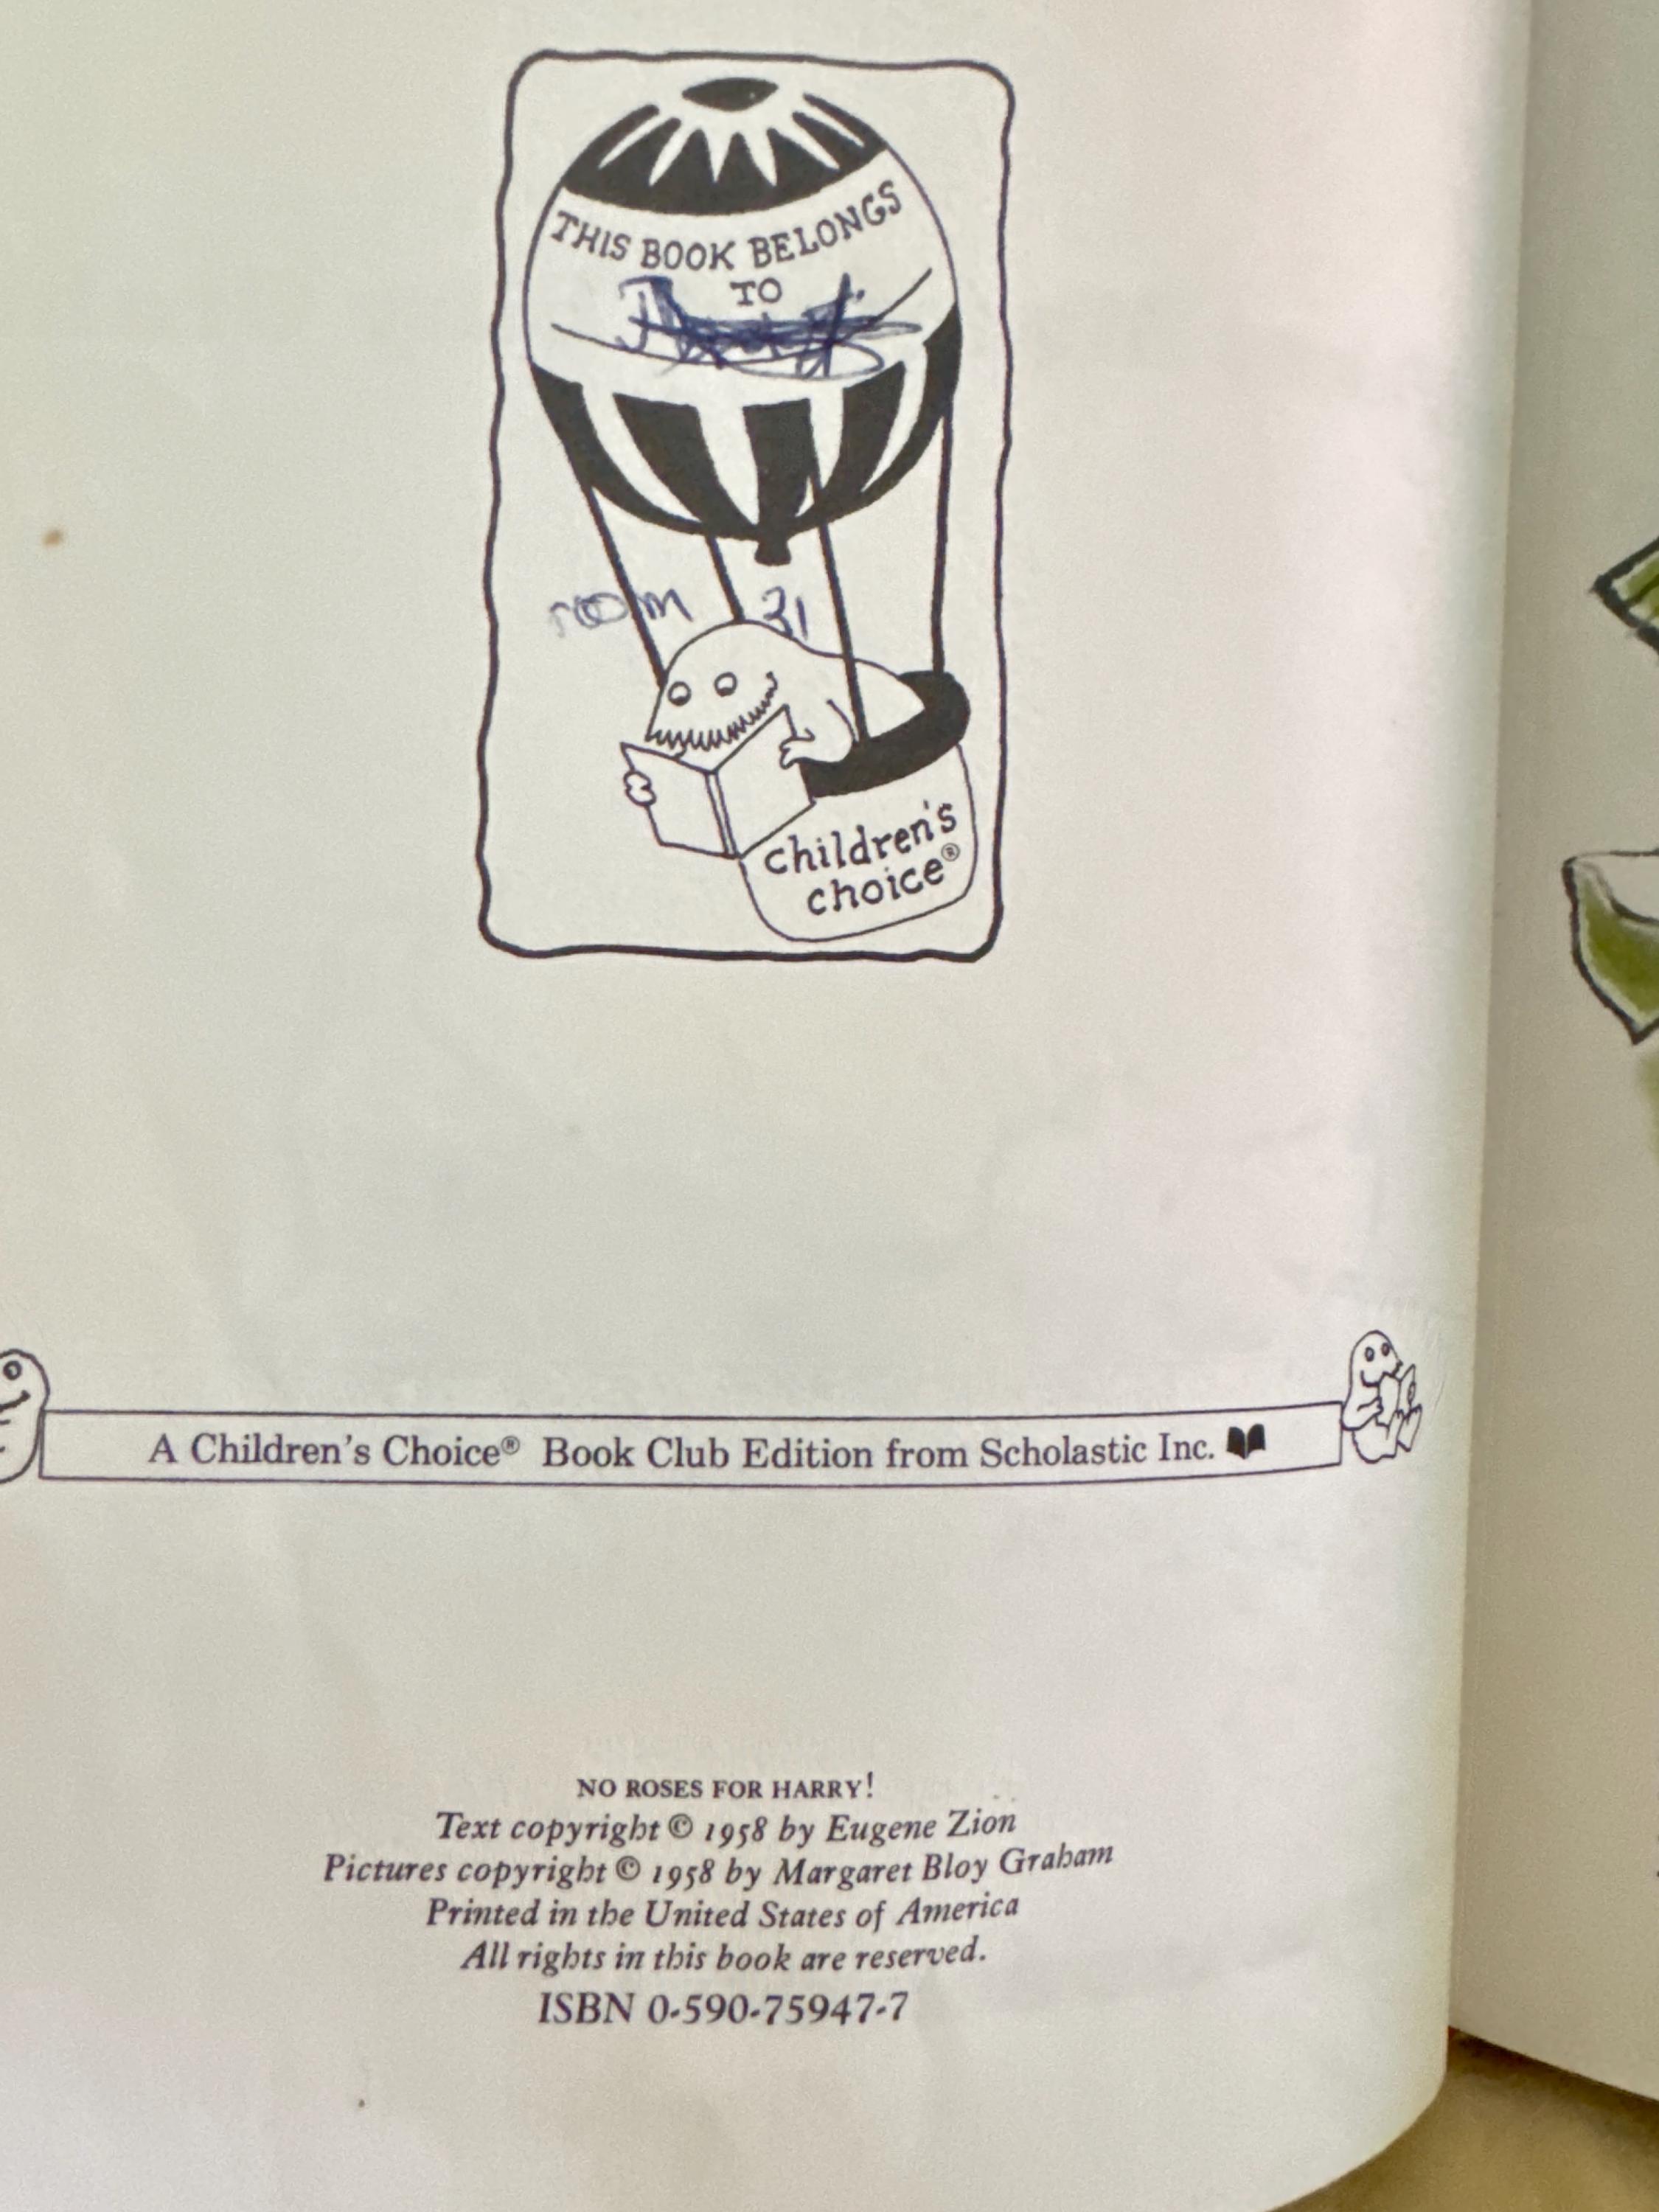 THIS BOOK BELONGS
TO
room 31
children's
choice®
A Children's Choice® Book Club Edition from Scholastic Inc.
NO ROSES FOR HARRY!
Text copyright © 1958 by Eugene Zion
Pictures copyright © 1958 by Margaret Bloy Graham
Printed in the United States of America
All rights in this book are reserved.
ISBN 0-590-75947-7